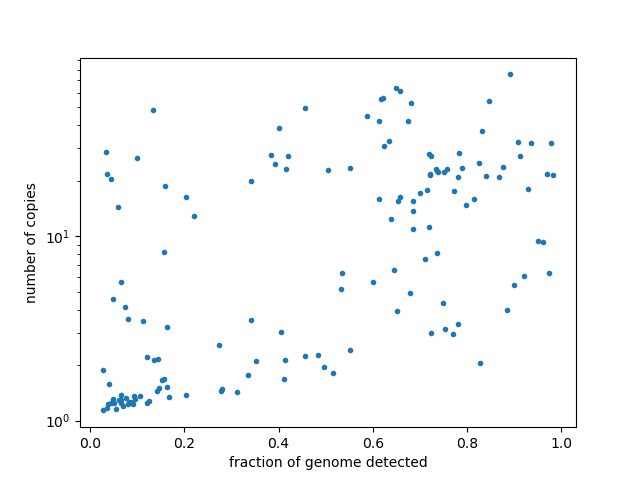 number of copies
10¹
10⁰
0.0 0.2 0.4 0.6 0.8 1.0
fraction of genome detected